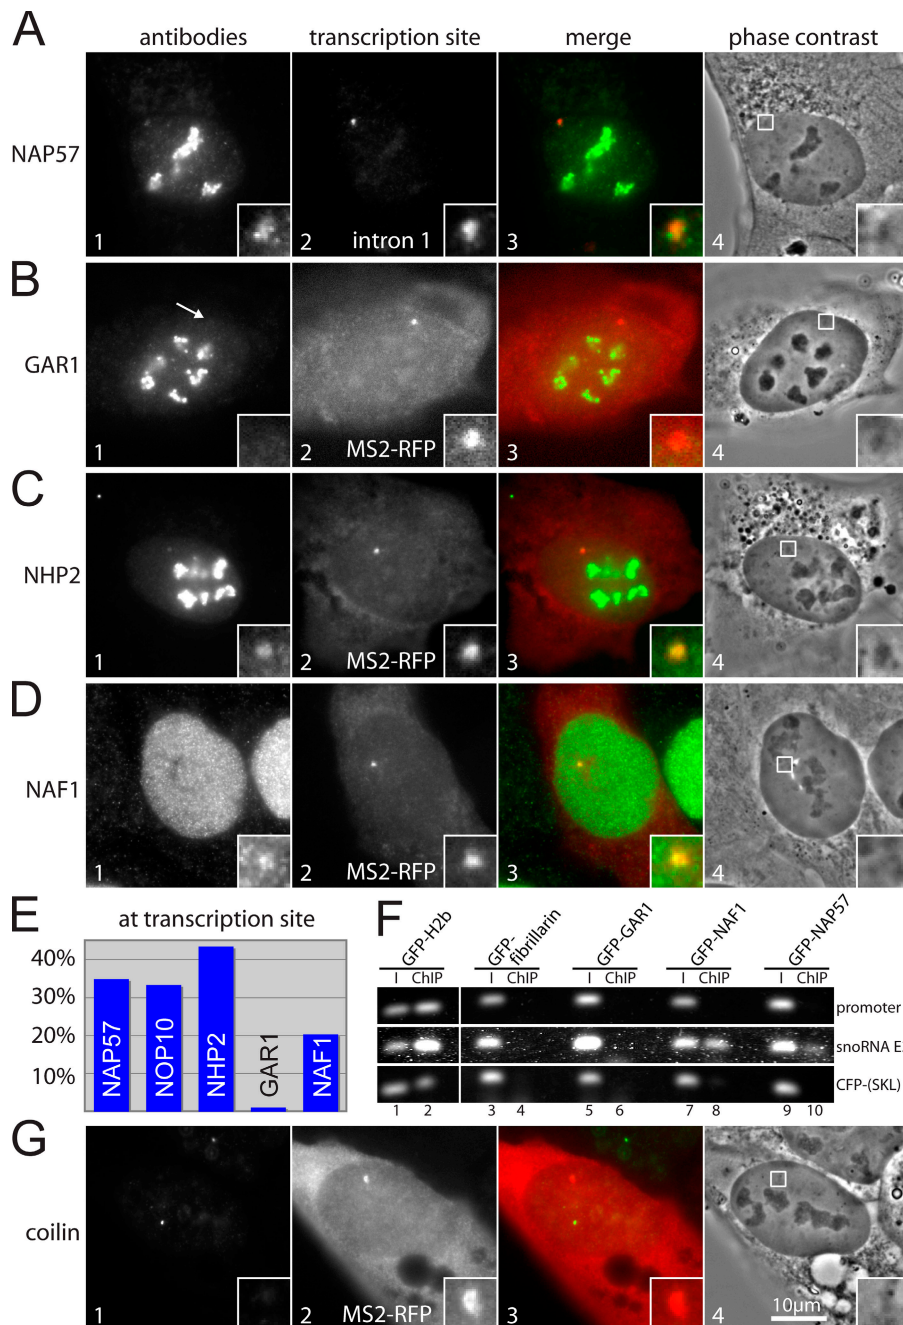 A
antibodies transcription site merge phase contrast
NAP57
1 2 intron 1 3 4
B
GAR1
1 2 MS2-RFP 3 4
C
NHP2
1 2 MS2-RFP 3 4
D
NAF1
1 2 MS2-RFP 3 4
E
at transcription site
40%
30%
20%
10%
NAP57 NOP10 NHP2 GAR1 NAF1
F
GFP-H2b GFP-fibrillarin GFP-GAR1 GFP-NAF1 GFP-NAP57
I ChIP I ChIP I ChIP I ChIP I ChIP
promoter
snoRNA E
CFP-(SKL)
1 2 3 4 5 6 7 8 9 10
G
coilin
1 2 MS2-RFP 3 4
10µm